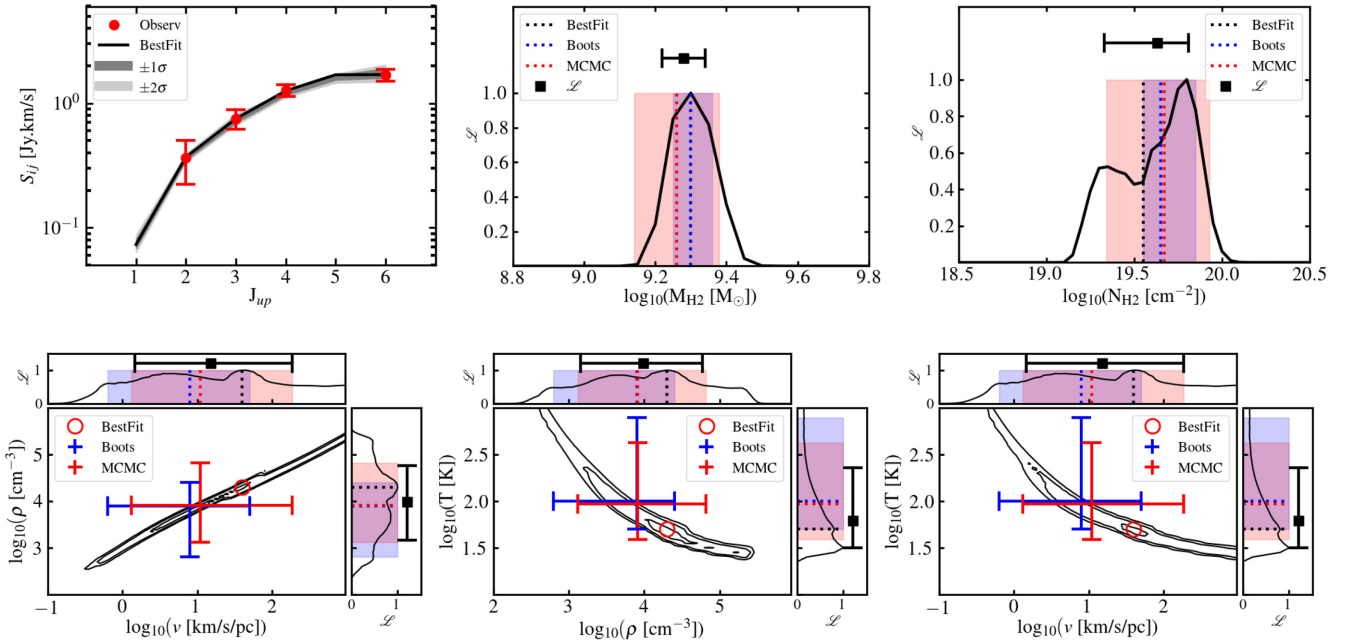 Observ
BestFit
±1σ
±2σ
10⁰
10⁻¹
S_ij [Jy.km/s]
1 2 3 4 5 6
J_up
BestFit
Boots
MCMC
ℒ
1.0
0.8
0.6
0.4
0.2
ℒ
8.8 9.0 9.2 9.4 9.6 9.8
log₁₀(M_H2 [M_⊙])
BestFit
Boots
MCMC
ℒ
1.0
0.8
0.6
0.4
0.2
ℒ
18.5 19.0 19.5 20.0 20.5
log₁₀(N_H2 [cm⁻²])
1
0
ℒ
BestFit
Boots
MCMC
5
4
3
log₁₀(ρ [cm⁻³])
-1 0 1 2
log₁₀(v [km/s/pc])
0 1
ℒ
1
0
ℒ
BestFit
Boots
MCMC
2.5
2.0
1.5
log₁₀(T [K])
2 3 4 5 6
log₁₀(ρ [cm⁻³])
0 1
ℒ
1
0
ℒ
BestFit
Boots
MCMC
2.5
2.0
1.5
log₁₀(T [K])
-1 0 1 2
log₁₀(v [km/s/pc])
0 1
ℒ